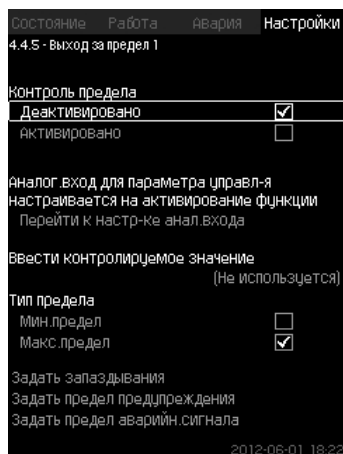 Состояние Работа Авария Настройки
4.4.5 - Выход за предел 1
Контроль предела
Деактивировано
Активировано
Аналог.вход для параметра управл-я
настраивается на активирование функции
Перейти к настр-ке анал.входа
Ввести контролируемое значение
(Не используется)
Тип предела
Мин.предел
Макс.предел
Задать запаздывания
Задать предел предупреждения
Задать предел аварийн.сигнала
2012-06-01 18:22